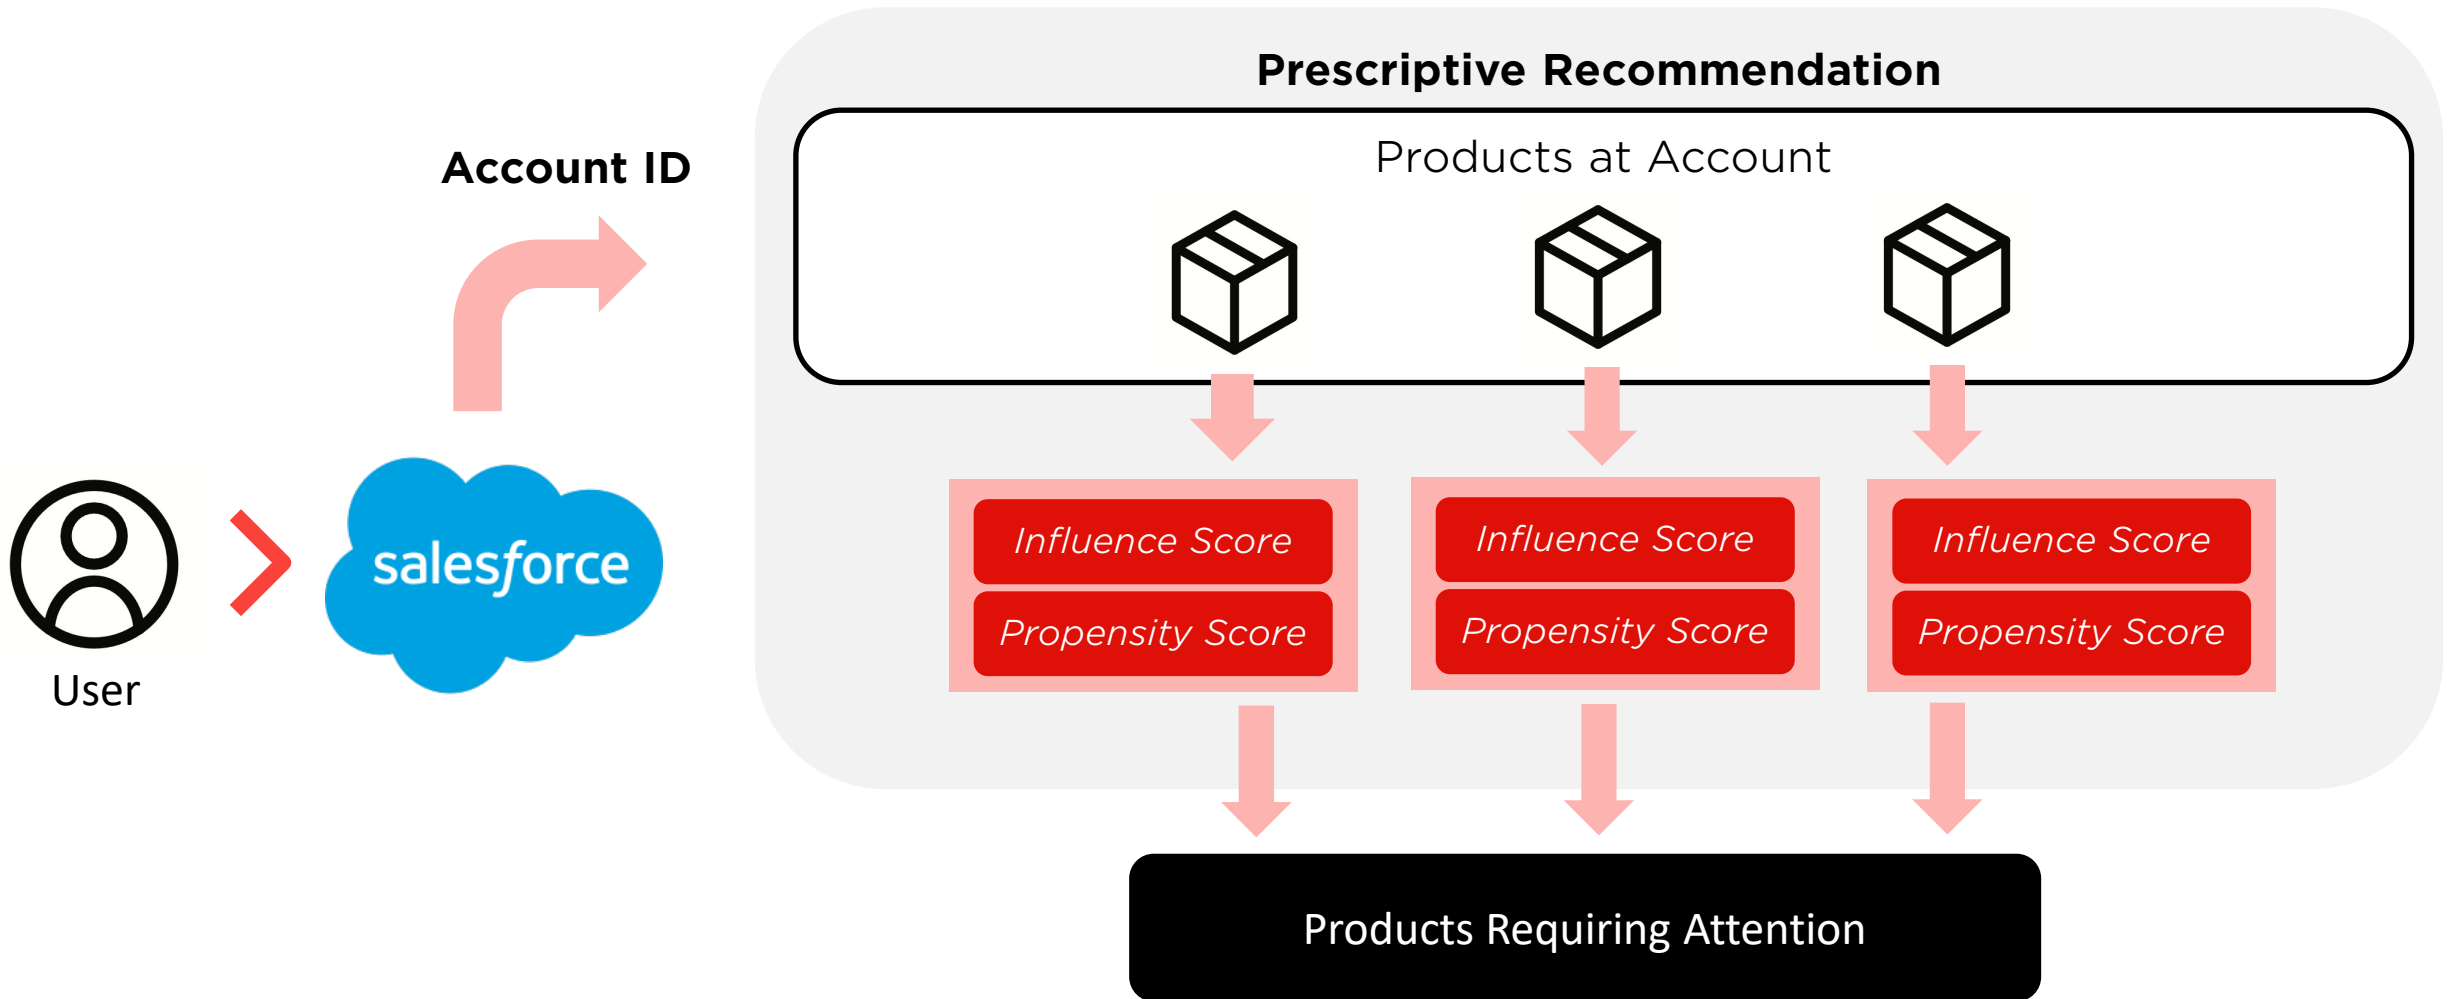 Prescriptive Recommendation
Account ID
Products at Account
salesforce
User
Influence Score
Propensity Score
Influence Score
Propensity Score
Influence Score
Propensity Score
Products Requiring Attention